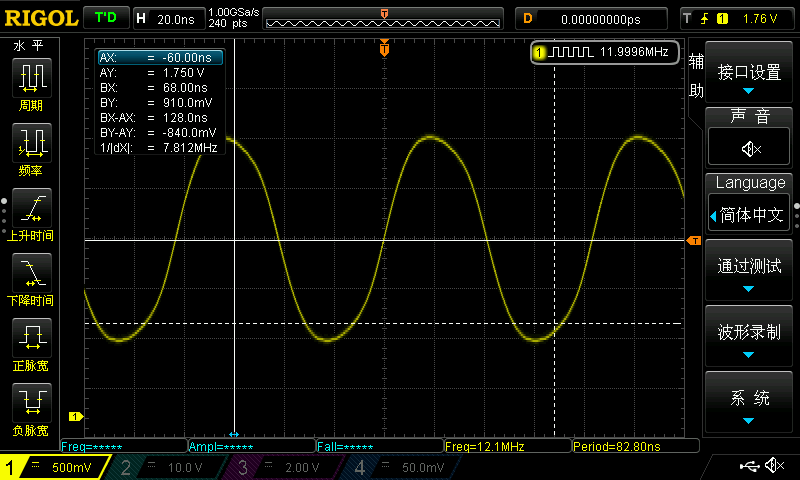 RIGOL T'D H 20.0ns 1.00GSa/s 240 pts T D 0.00000000ps T 1 1.76 V
水 平
周期
频率
上升时间
下降时间
正脉宽
负脉宽
AX: = -60.00ns
AY: = 1.750 V
BX: = 68.00ns
BY: = 910.0mV
BX-AX: = 128.0ns
BY-AY: = -840.0mV
1/|dX|: = 7.812MHz
T
1 11.9996MHz
T
1
辅助
接口设置
声 音
Language
简体中文
通过测试
波形录制
系 统
Freq=***** Ampl=***** Fall=***** Freq=12.1MHz Period=82.80ns
1 500mV 2 10.0 V 3 2.00 V 4 50.0mV